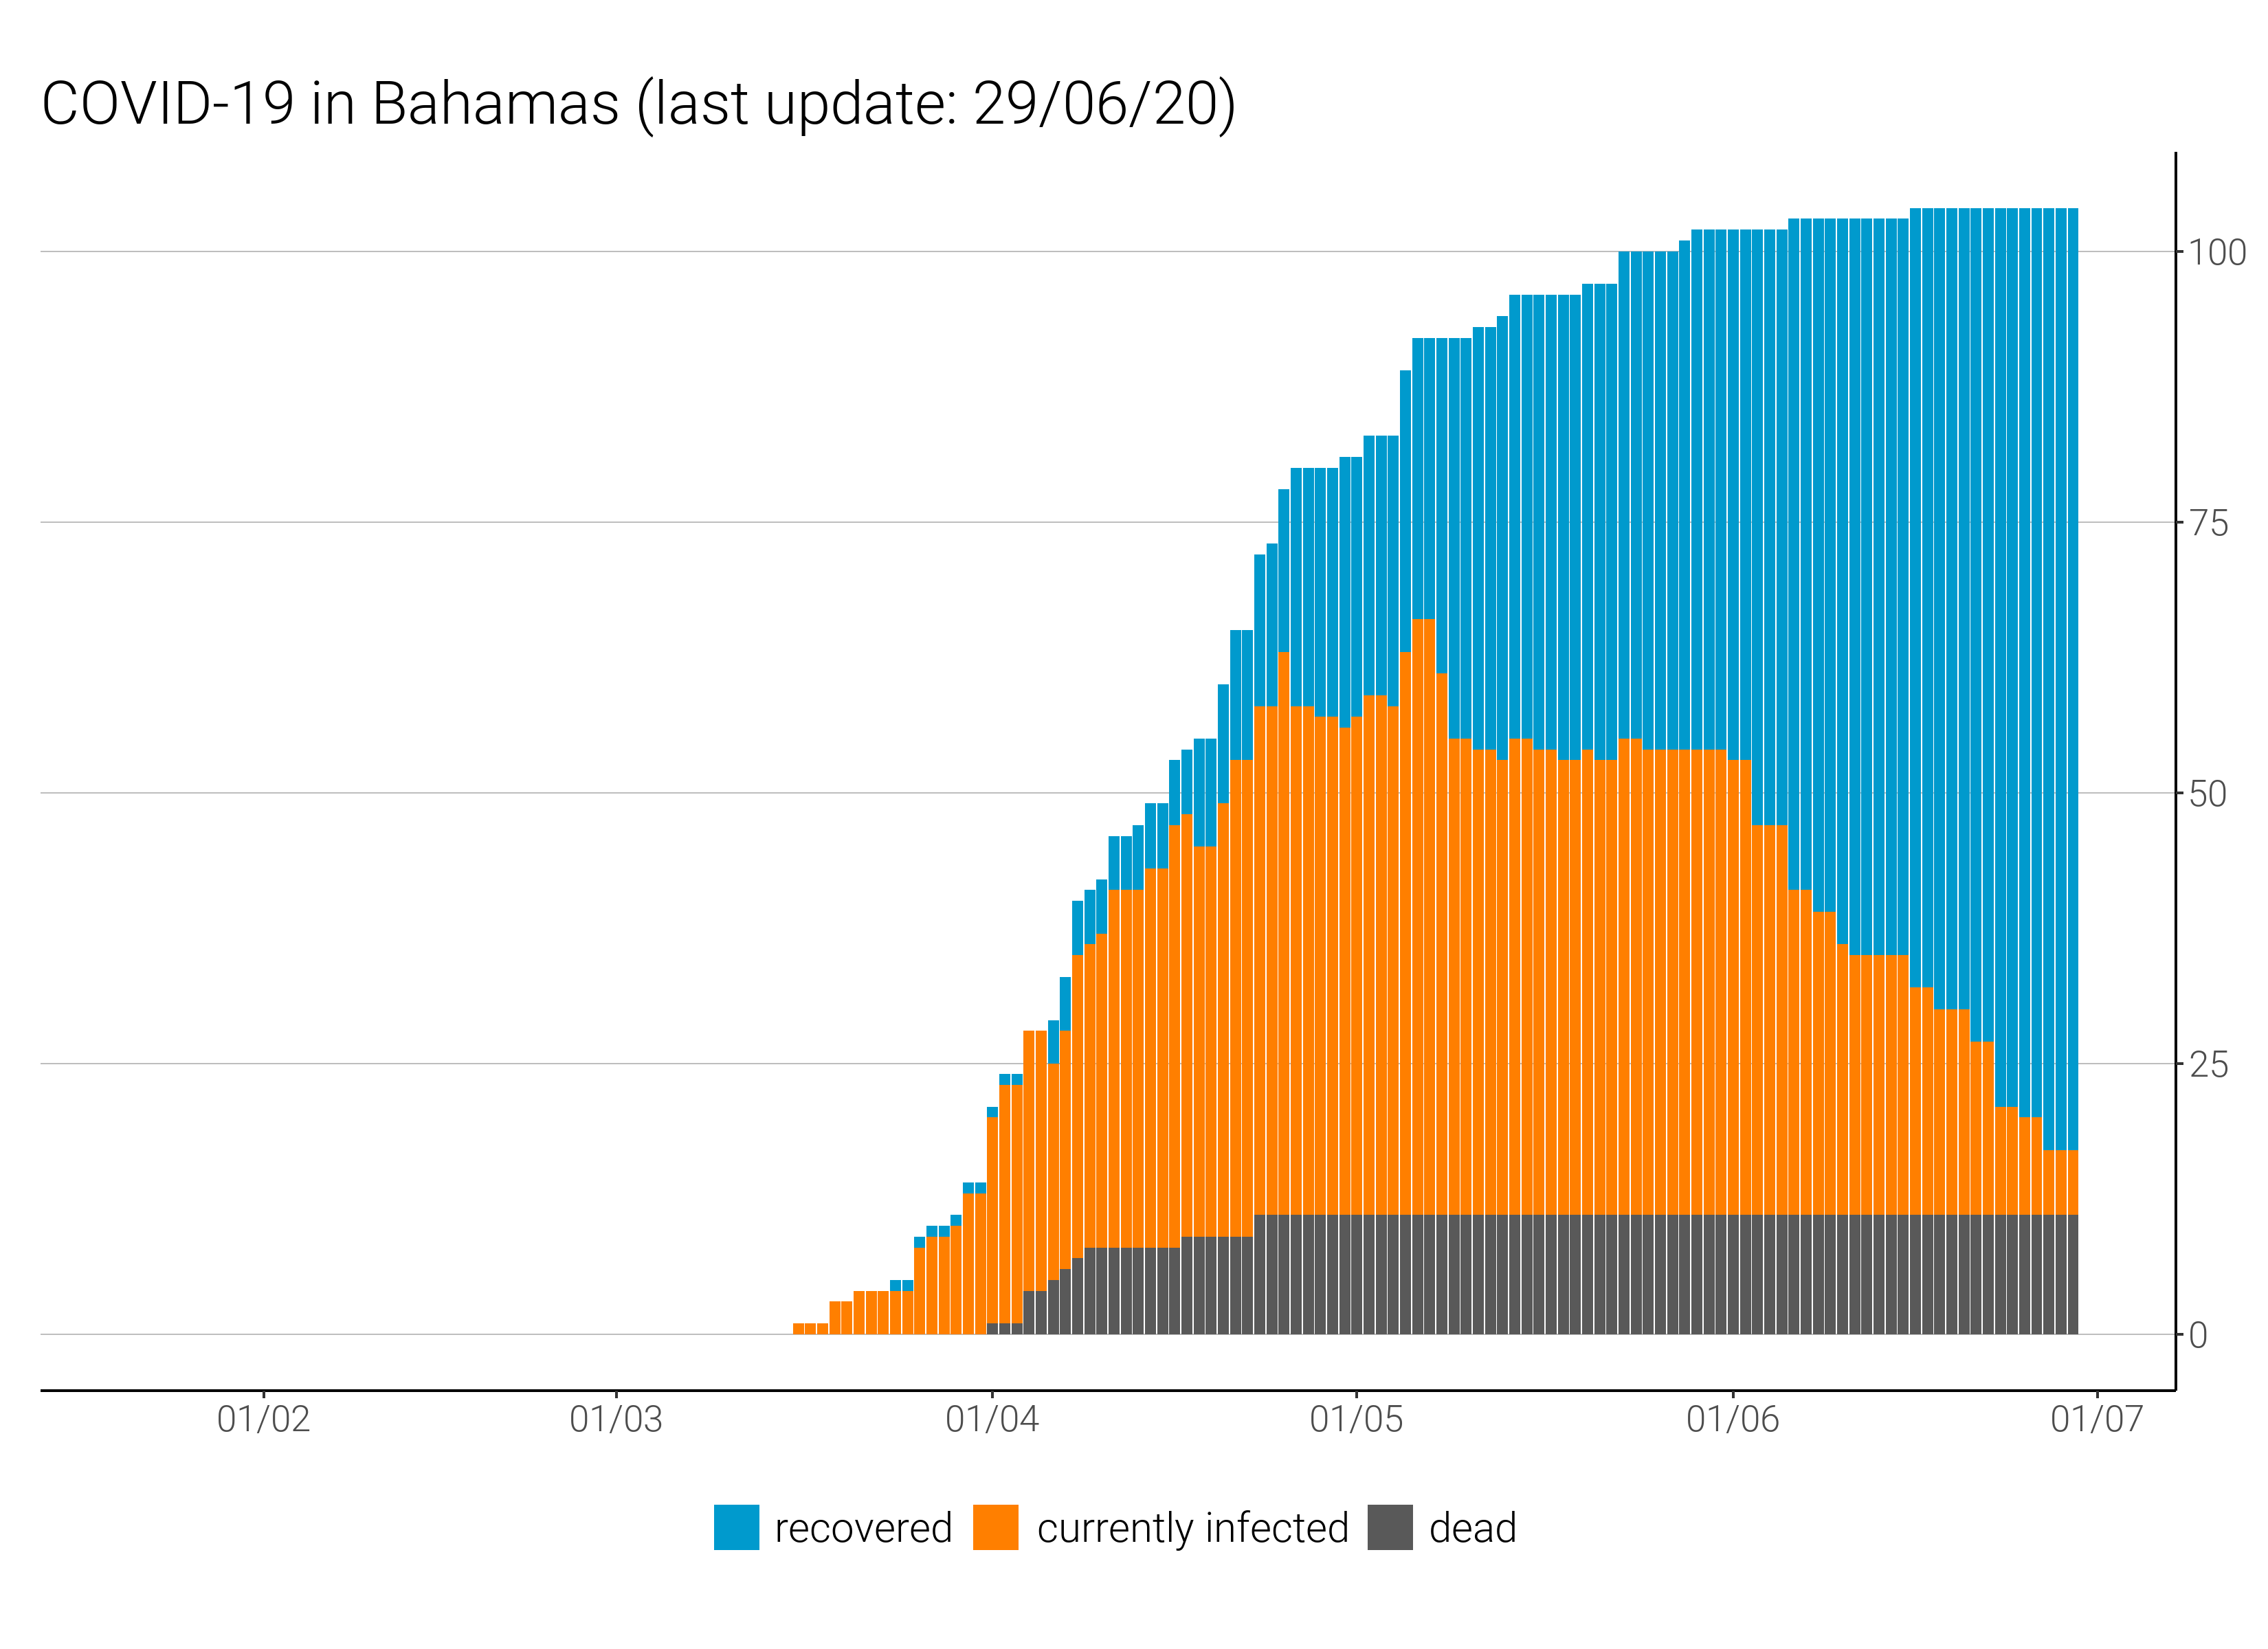 COVID-19 in Bahamas (last update: 29/06/20)
100
75
50
25
0
01/02 01/03 01/04 01/05 01/06 01/07
recovered currently infected dead